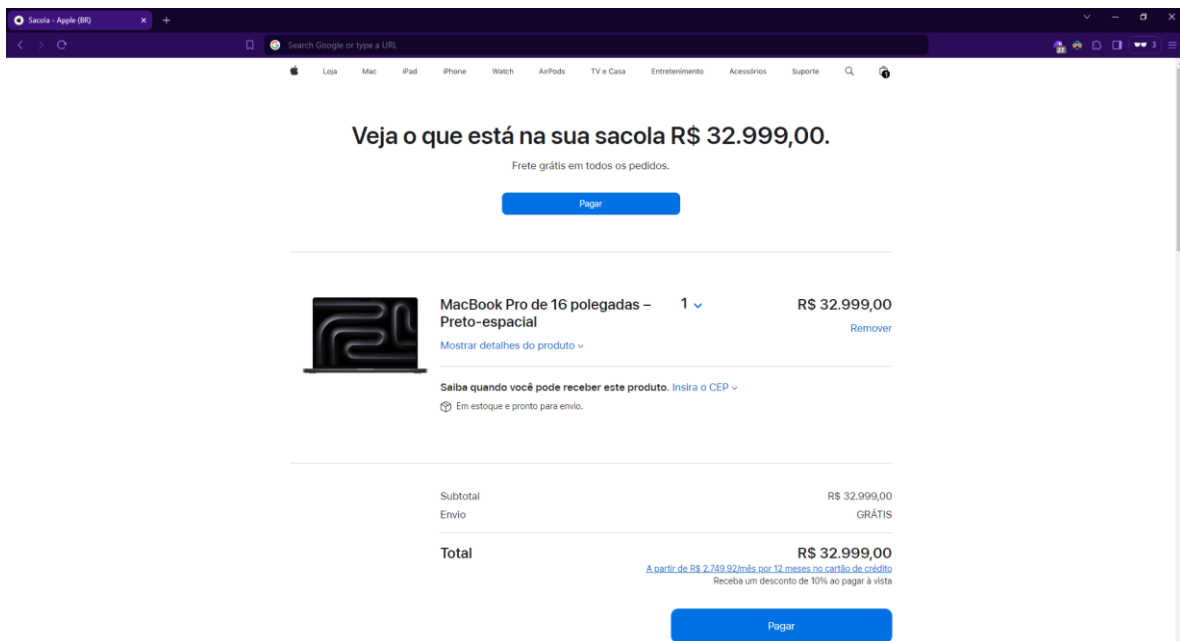 Sacola - Apple (BR)
Search Google or type a URL
27
3
Loja Mac iPad iPhone Watch AirPods TV e Casa Entretenimento Acessórios Suporte 1
Veja o que está na sua sacola R$ 32.999,00.
Frete grátis em todos os pedidos.
Pagar
MacBook Pro de 16 polegadas – 1 R$ 32.999,00
Preto-espacial
Remover
Mostrar detalhes do produto
Saiba quando você pode receber este produto. Insira o CEP
Em estoque e pronto para envio.
Subtotal R$ 32.999,00
Envio GRÁTIS
Total R$ 32.999,00
A partir de R$ 2.749,92/mês por 12 meses no cartão de crédito
Receba um desconto de 10% ao pagar à vista
Pagar